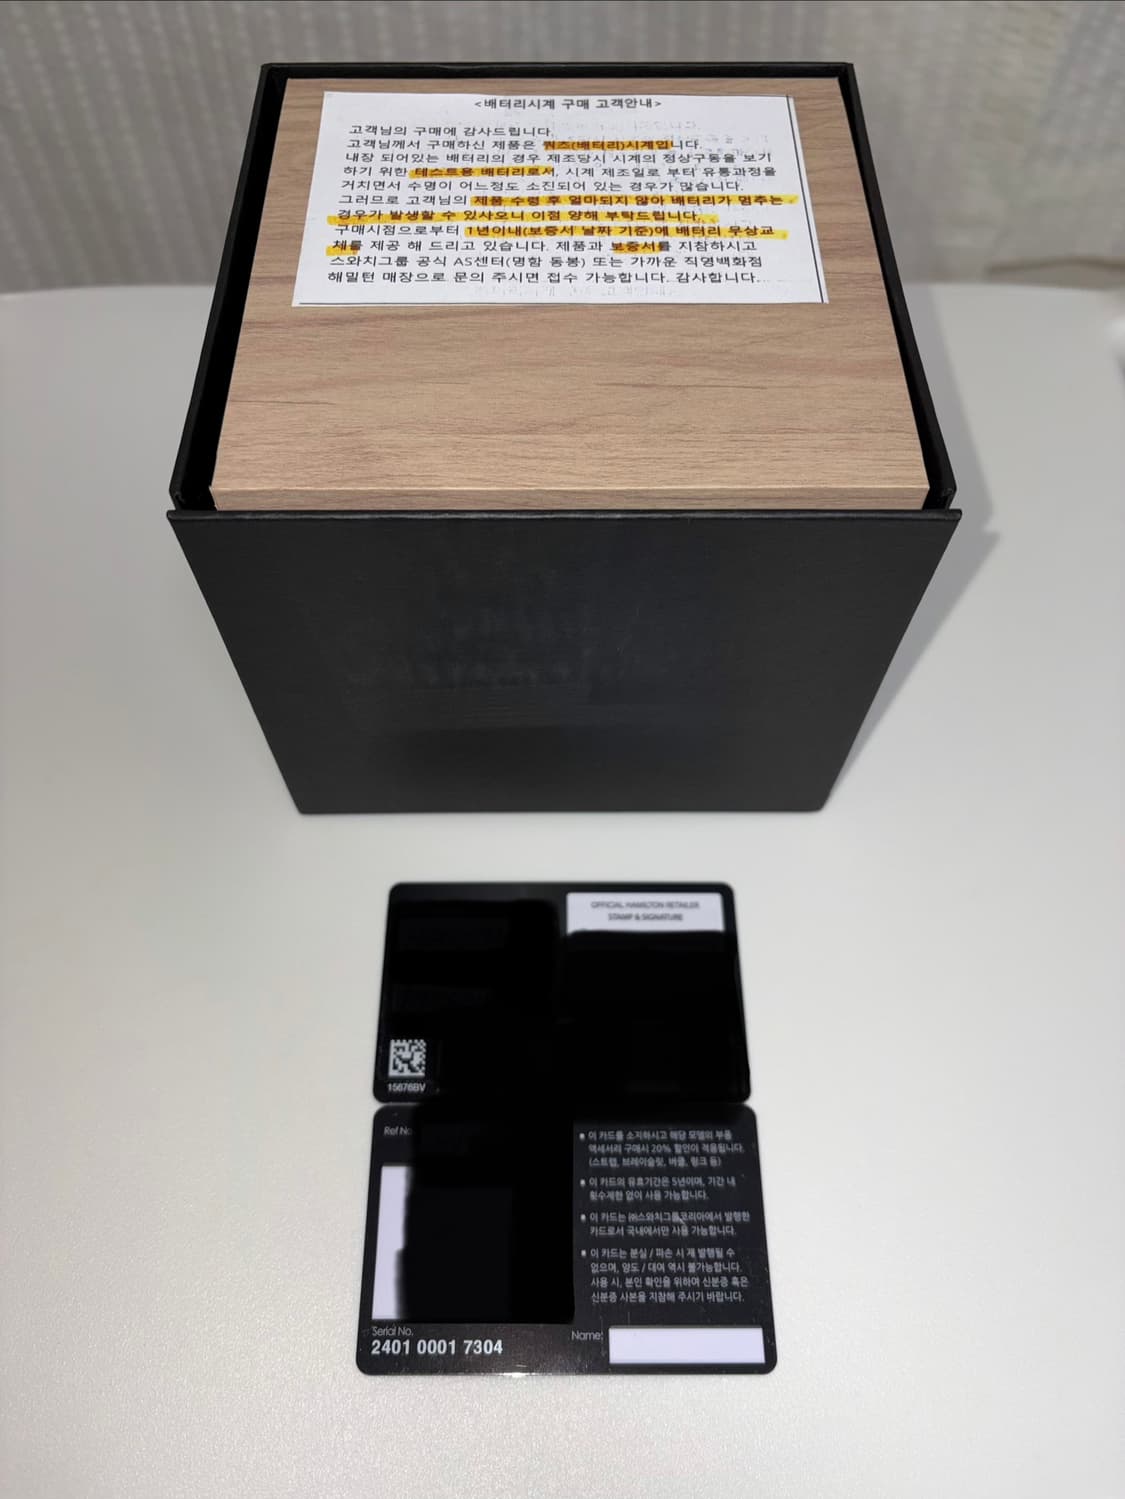 <배터리시계 구매 고객안내>
고객님의 구매에 감사드립니다.
고객님께서 구매하신 제품은 쿼즈(배터리)시계입니다.
내장 되어있는 배터리의 경우 제조당시 시계의 정상구동을 보기
하기 위한 테스트용 배터리로서, 시계 제조일로 부터 유통과정을
거치면서 수명이 어느정도 소진되어 있는 경우가 많습니다.
그러므로 고객님의 제품 수령 후 얼마되지 않아 배터리가 멈추는
경우가 발생할 수 있사오니 이점 양해 부탁드립니다.
구매시점으로부터 1년이내(보증서 날짜 기준)에 배터리 무상교
체를 제공 해 드리고 있습니다. 제품과 보증서를 지참하시고
스와치그룹 공식 AS센터(명함 동봉) 또는 가까운 직영백화점
해밀턴 매장으로 문의 주시면 접수 가능합니다. 감사합니다.
OFFICIAL HAMILTON RETAILER
STAMP & SIGNATURE
15676BV
Ref No.
• 이 카드를 소지하시고 해당 모델의 부품
액세서리 구매시 20% 할인이 적용됩니다.
(스트랩, 브레이슬릿, 버클, 링크 등)
• 이 카드의 유효기간은 5년이며, 기간 내
횟수제한 없이 사용 가능합니다.
• 이 카드는 ㈜스와치그룹코리아에서 발행한
카드로서 국내에서만 사용 가능합니다.
• 이 카드는 분실 / 파손 시 재 발행될 수
없으며, 양도 / 대여 역시 불가능합니다.
사용 시, 본인 확인을 위하여 신분증 혹은
신분증 사본을 지참해 주시기 바랍니다.
Serial No.
2401 0001 7304
Name: